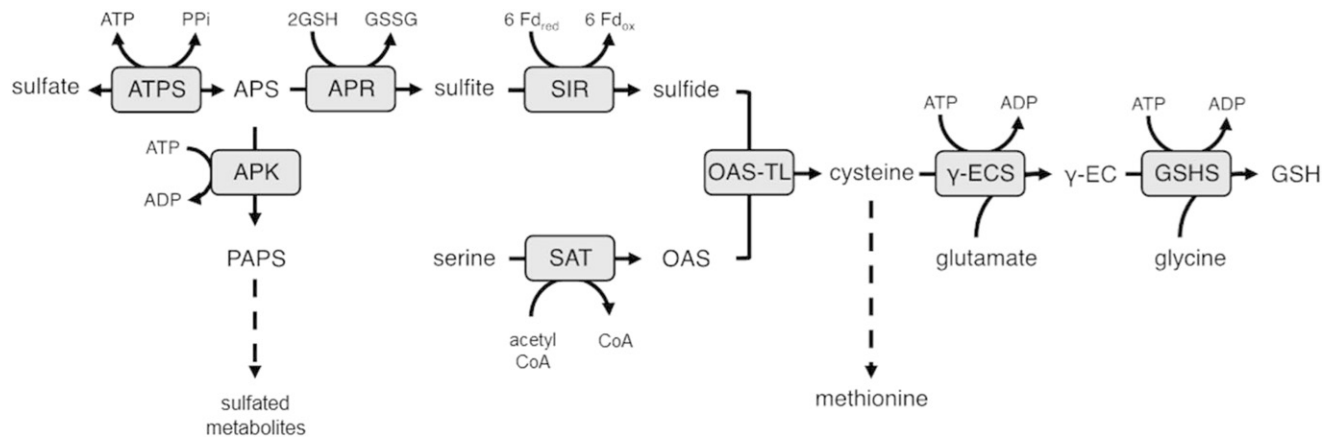 ATP PPi 2GSH GSSG 6 Fdred 6 Fdox
sulfate ATPS APS APR sulfite SIR sulfide
ATP ADP ATP ADP
ATP
APK
ADP
OAS-TL cysteine γ-ECS γ-EC GSHS GSH
PAPS serine SAT OAS glutamate glycine
acetyl
CoA
CoA
sulfated
metabolites
methionine